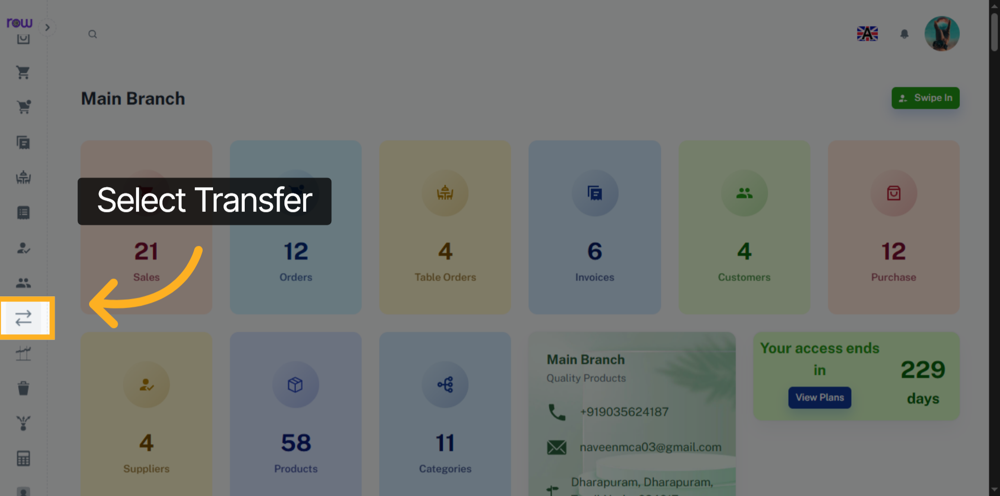 row
A
Main Branch
Swipe In
Select Transfer
21
Sales
12
Orders
4
Table Orders
6
Invoices
4
Customers
12
Purchase
4
Suppliers
58
Products
11
Categories
Main Branch
Quality Products
+919035624187
naveenmca03@gmail.com
Dharapuram, Dharapuram,
Your access ends
in
229
days
View Plans